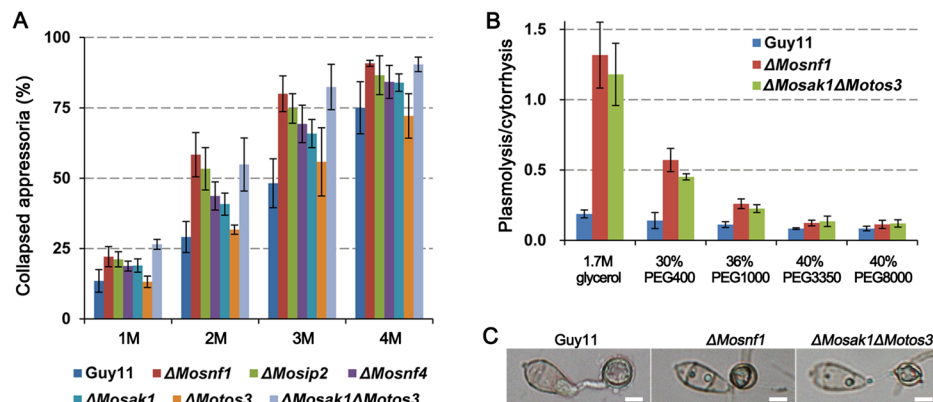 A
Collapsed appressoria (%)
100
75
50
25
0
1M 2M 3M 4M
Guy11 ΔMosnf1 ΔMosip2 ΔMosnf4
ΔMosak1 ΔMotos3 ΔMosak1ΔMotos3
B
Plasmolysis/cytorrhysis
1.5
1.0
0.5
0.0
Guy11
ΔMosnf1
ΔMosak1ΔMotos3
1.7M 30% 36% 40% 40%
glycerol PEG400 PEG1000 PEG3350 PEG8000
C
Guy11 ΔMosnf1 ΔMosak1ΔMotos3